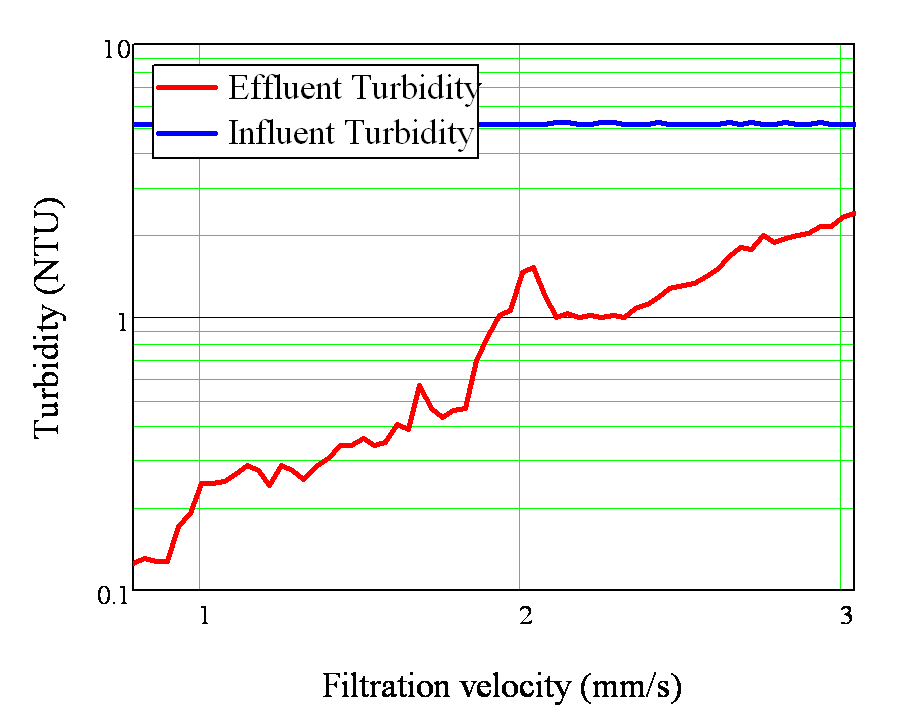 10
Effluent Turbidity
Influent Turbidity
Turbidity (NTU)
1
0.1
1
2
3
Filtration velocity (mm/s)